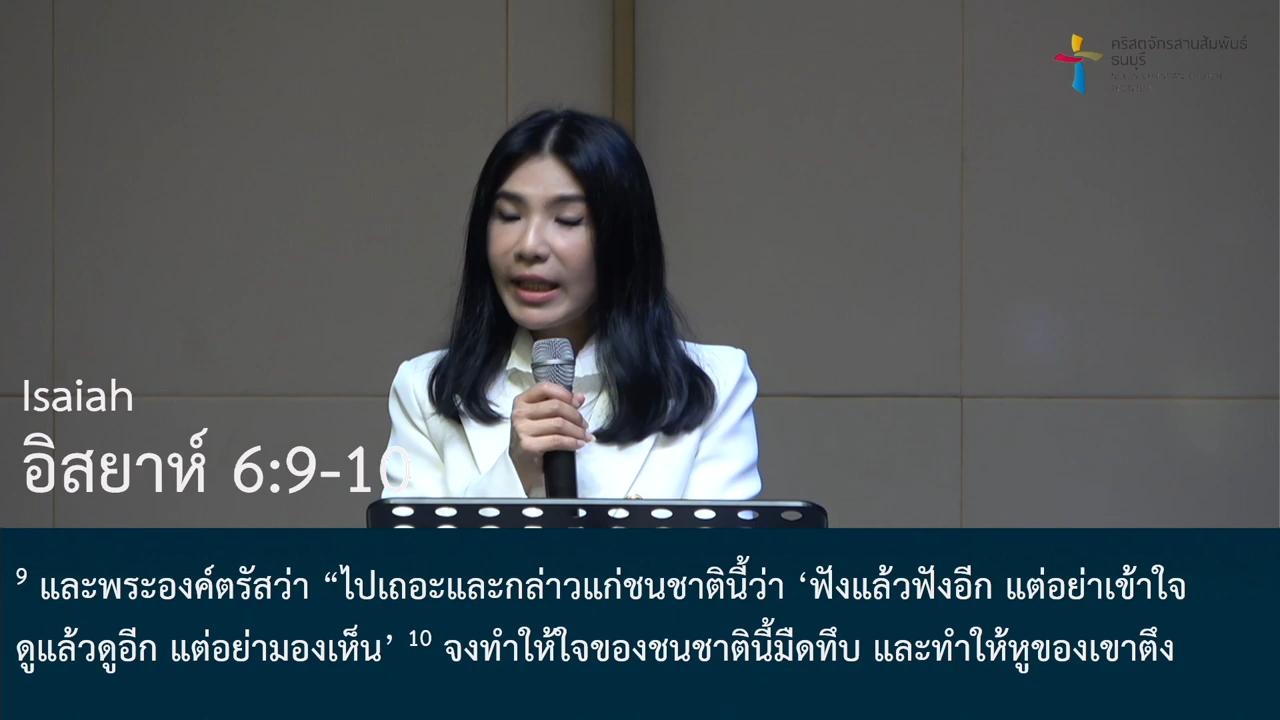 คริสตจักรสานสัมพันธ์
ธนบุรี
Isaiah
อิสยาห์ 6:9-10
9 และพระองค์ตรัสว่า “ไปเถอะและกล่าวแก่ชนชาตินี้ว่า ‘ฟังแล้วฟังอีก แต่อย่าเข้าใจ
ดูแล้วดูอีก แต่อย่ามองเห็น’ 10 จงทำให้ใจของชนชาตินี้มืดทึบ และทำให้หูของเขาตึง